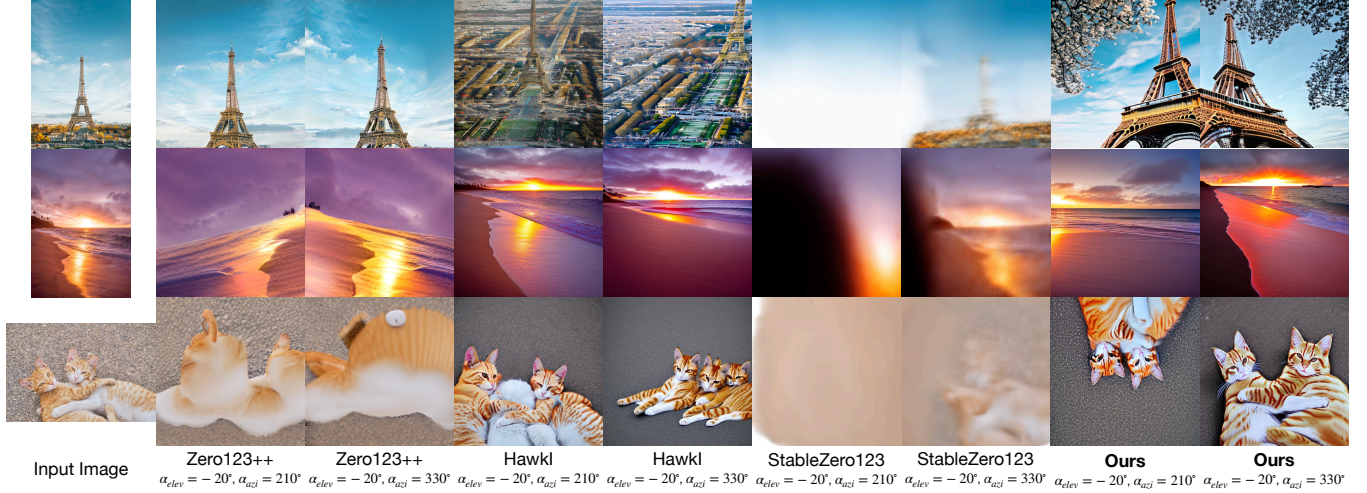 Input Image
Zero123++
α_elev = − 20°, α_azi = 210°
Zero123++
α_elev = − 20°, α_azi = 330°
HawkI
α_elev = − 20°, α_azi = 210°
HawkI
α_elev = − 20°, α_azi = 330°
StableZero123
α_elev = − 20°, α_azi = 210°
StableZero123
α_elev = − 20°, α_azi = 330°
Ours
α_elev = − 20°, α_azi = 210°
Ours
α_elev = − 20°, α_azi = 330°